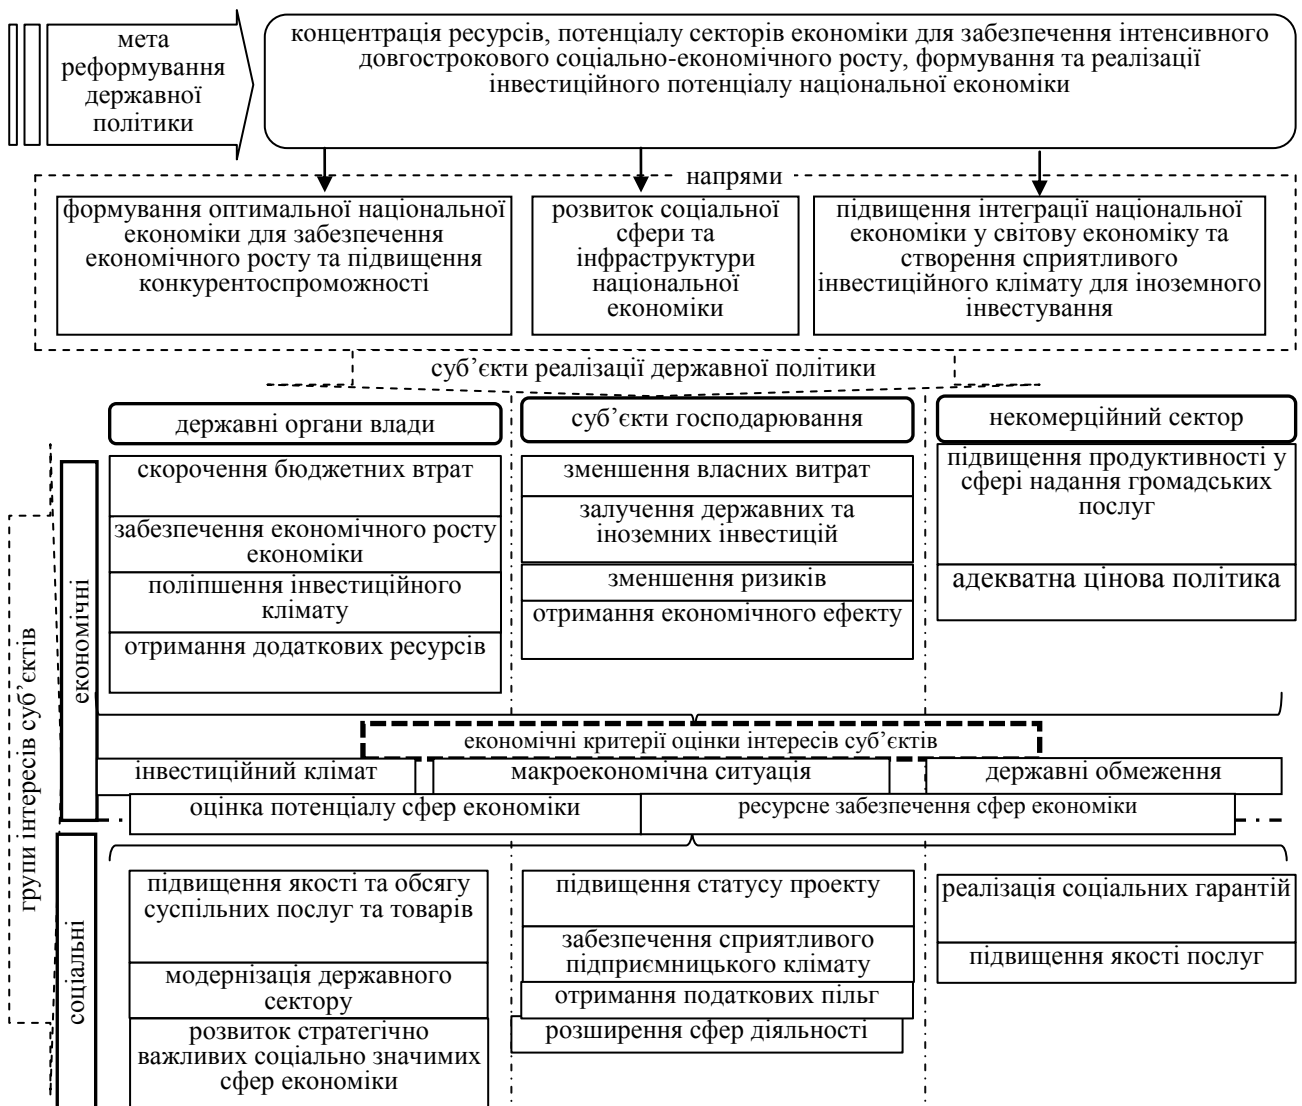 мета
реформування
державної
політики
концентрація ресурсів, потенціалу секторів економіки для забезпечення інтенсивного
довгострокового соціально-економічного росту, формування та реалізації
інвестиційного потенціалу національної економіки
напрями
формування оптимальної національної
економіки для забезпечення
економічного росту та підвищення
конкурентоспроможності
розвиток соціальної
сфери та
інфраструктури
національної
економіки
підвищення інтеграції національної
економіки у світову економіку та
створення сприятливого
інвестиційного клімату для іноземного
інвестування
суб’єкти реалізації державної політики
державні органи влади
суб’єкти господарювання
некомерційний сектор
групи інтересів суб’єктів
економічні
скорочення бюджетних втрат
забезпечення економічного росту
економіки
поліпшення інвестиційного
клімату
отримання додаткових ресурсів
зменшення власних витрат
залучення державних та
іноземних інвестицій
зменшення ризиків
отримання економічного ефекту
підвищення продуктивності у
сфері надання громадських
послуг
адекватна цінова політика
економічні критерії оцінки інтересів суб’єктів
інвестиційний клімат
макроекономічна ситуація
державні обмеження
оцінка потенціалу сфер економіки
ресурсне забезпечення сфер економіки
соціальні
підвищення якості та обсягу
суспільних послуг та товарів
модернізація державного
сектору
розвиток стратегічно
важливих соціально значимих
сфер економіки
підвищення статусу проекту
забезпечення сприятливого
підприємницького клімату
отримання податкових пільг
розширення сфер діяльності
реалізація соціальних гарантій
підвищення якості послуг